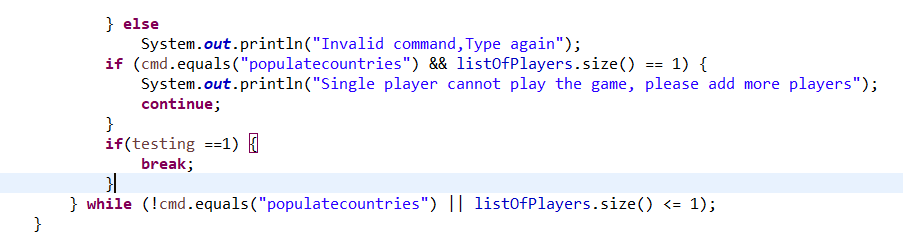 } else
System.out.println("Invalid command,Type again");
if (cmd.equals("populatecountries") && listOfPlayers.size() == 1) {
System.out.println("Single player cannot play the game, please add more players");
continue;
}
if(testing ==1) {
break;
}
} while (!cmd.equals("populatecountries") || listOfPlayers.size() <= 1);
}